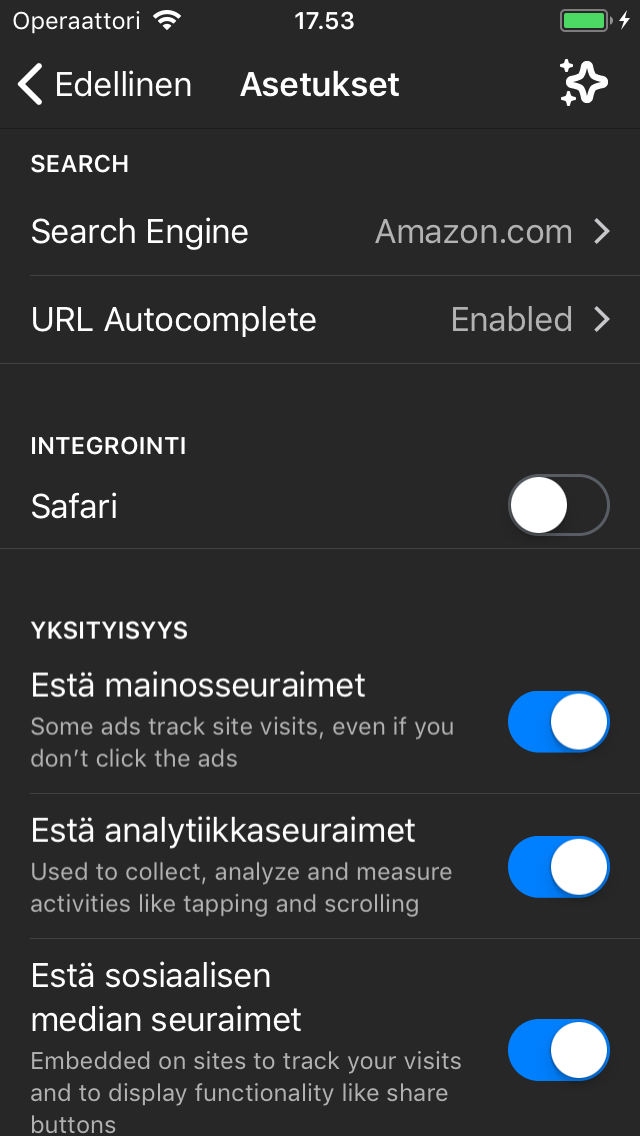 Operaattori 17.53
Edellinen Asetukset
SEARCH
Search Engine Amazon.com
URL Autocomplete Enabled
INTEGROINTI
Safari
YKSITYISYYS
Estä mainosseuraimet
Some ads track site visits, even if you
don’t click the ads
Estä analytiikkaseuraimet
Used to collect, analyze and measure
activities like tapping and scrolling
Estä sosiaalisen
median seuraimet
Embedded on sites to track your visits
and to display functionality like share
buttons